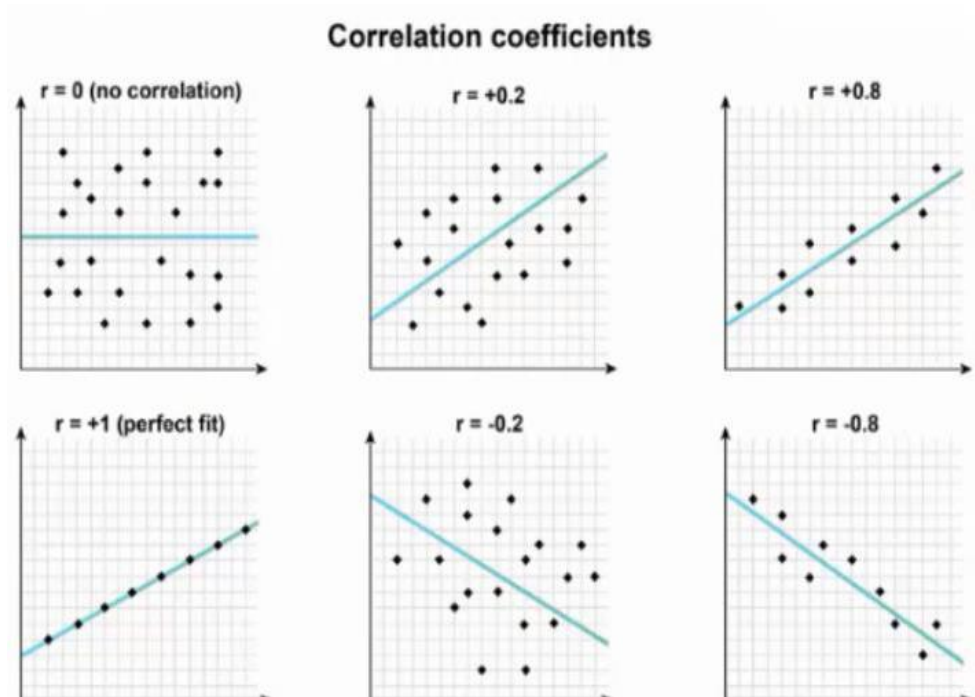 Correlation coefficients
r = 0 (no correlation)
r = +0.2
r = +0.8
r = +1 (perfect fit)
r = -0.2
r = -0.8